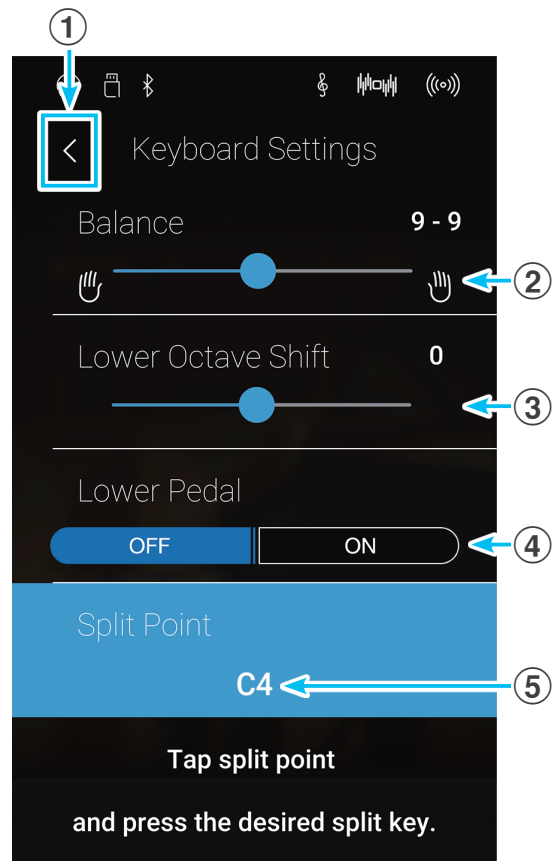 ①
Keyboard Settings
Balance 9 - 9
②
Lower Octave Shift 0
③
Lower Pedal
OFF ON ④
Split Point
C4 ⑤
Tap split point
and press the desired split key.